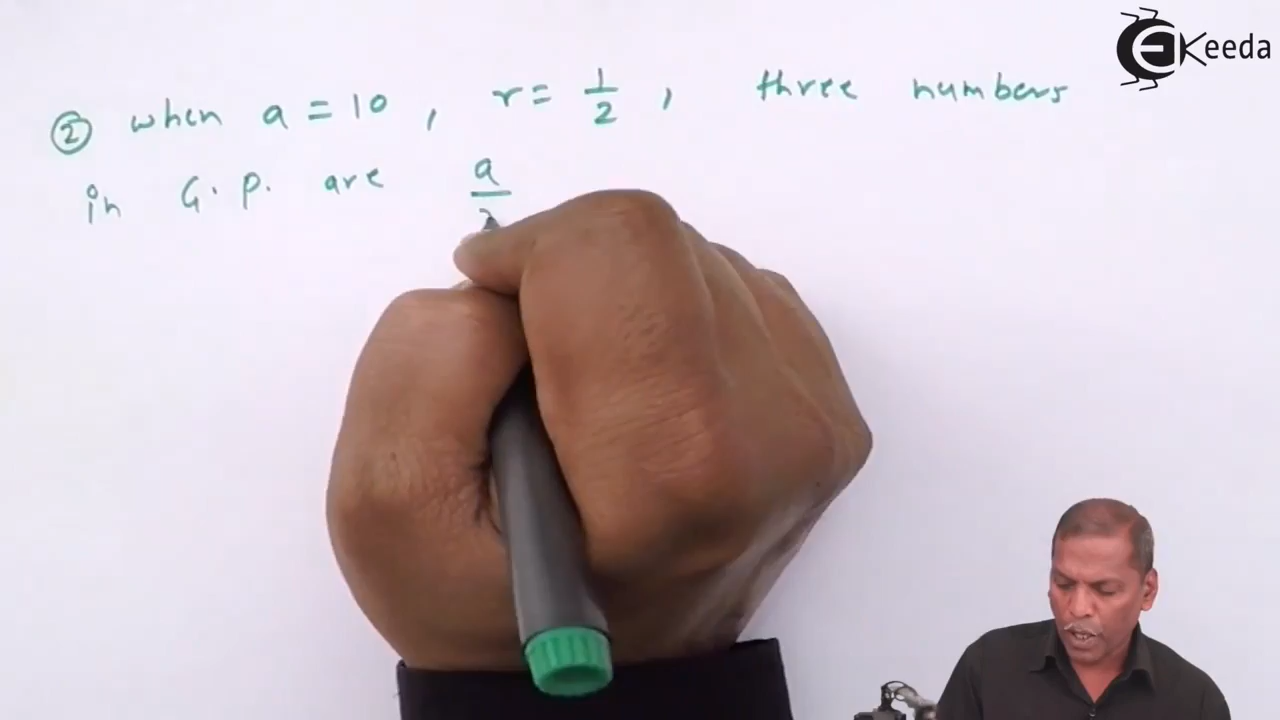 EKeeda
② when a = 10 , r = 1/2 , three numbers
in G.P. are a/